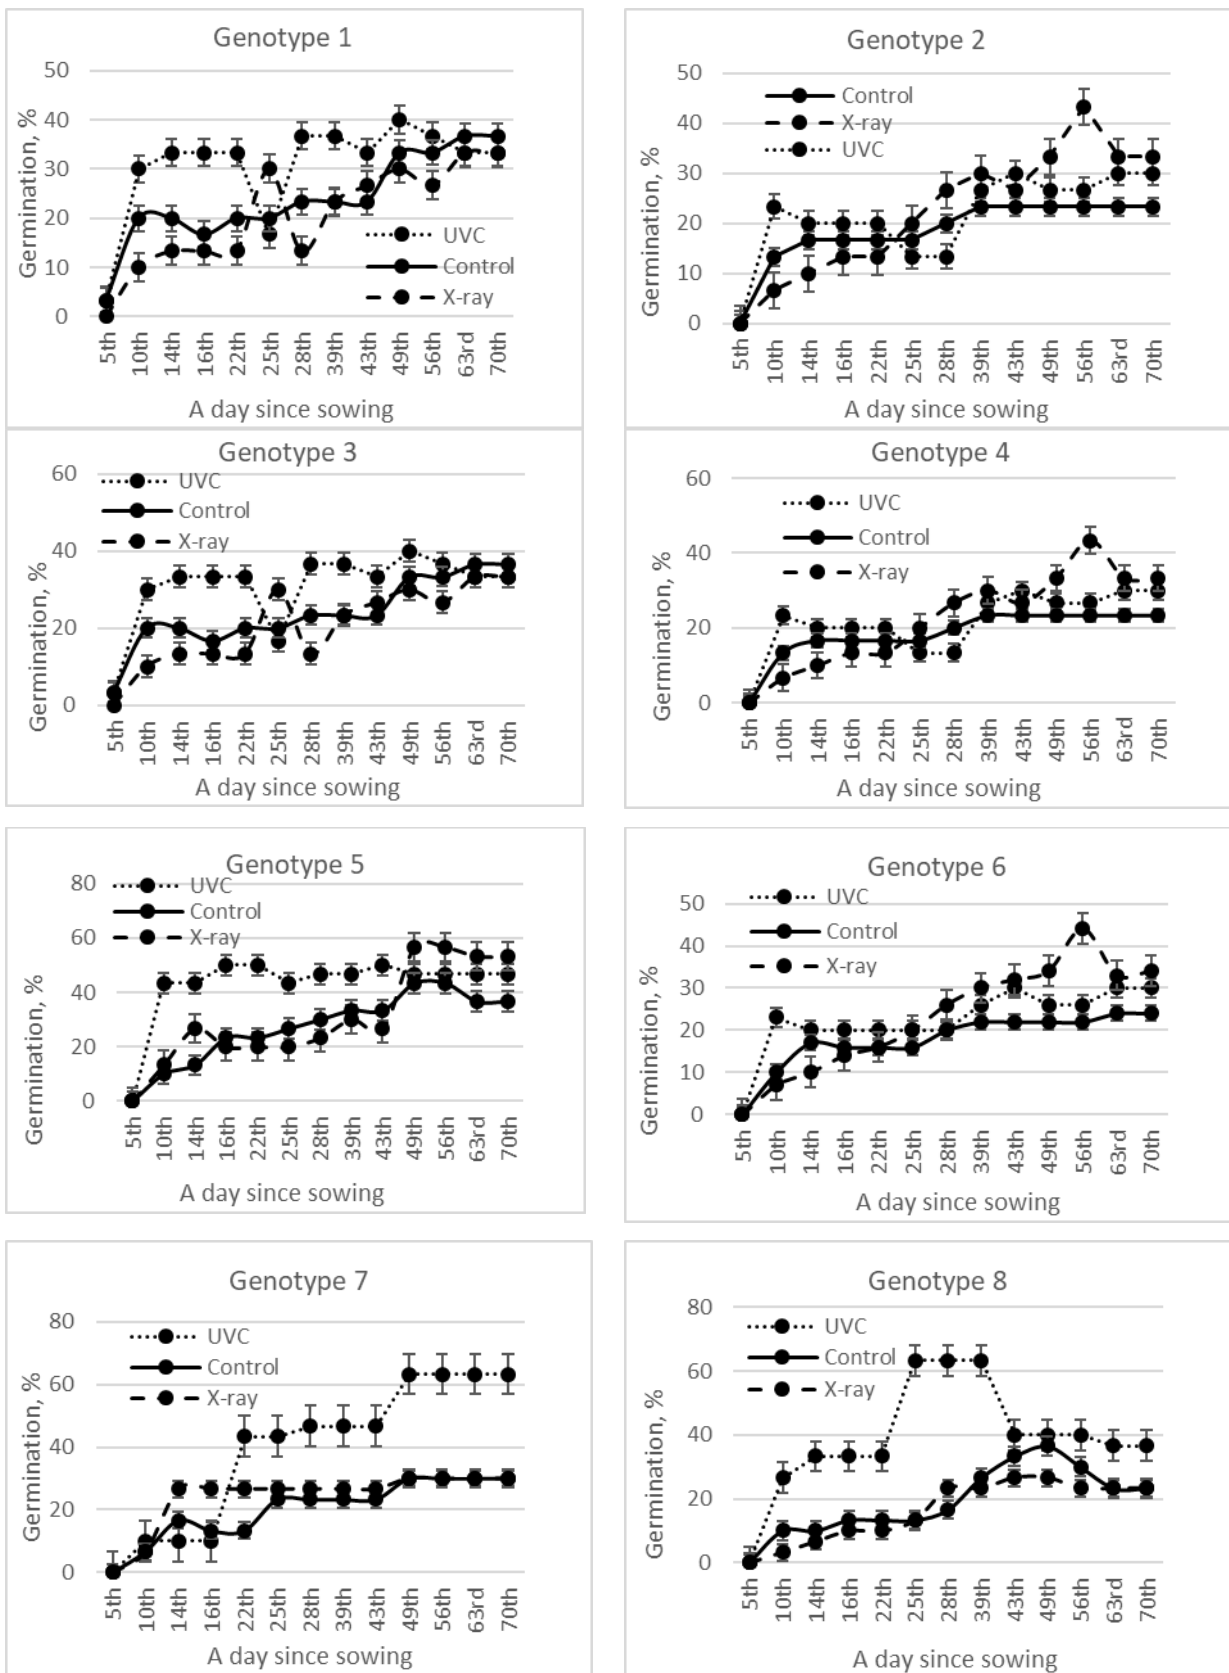 Genotype 1
Germination, %
50
40
30
20
10
0
UVC
Control
X-ray
5th 10th 14th 16th 22th 25th 28th 39th 43th 49th 56th 63rd 70th
A day since sowing
Genotype 2
Germination, %
50
40
30
20
10
0
Control
X-ray
UVC
5th 10th 14th 16th 22th 25th 28th 39th 43th 49th 56th 63rd 70th
A day since sowing
Genotype 3
Germination, %
60
40
20
0
UVC
Control
X-ray
5th 10th 14th 16th 22th 25th 28th 39th 43th 49th 56th 63rd 70th
A day since sowing
Genotype 4
Germination, %
60
40
20
0
UVC
Control
X-ray
5th 10th 14th 16th 22th 25th 28th 39th 43th 49th 56th 63rd 70th
A day since sowing
Genotype 5
Germination, %
80
60
40
20
0
UVC
Control
X-ray
5th 10th 14th 16th 22th 25th 28th 39th 43th 49th 56th 63rd 70th
A day since sowing
Genotype 6
Germination, %
50
40
30
20
10
0
UVC
Control
X-ray
5th 10th 14th 16th 22th 25th 28th 39th 43th 49th 56th 63rd 70th
A day since sowing
Genotype 7
Germination, %
80
60
40
20
0
UVC
Control
X-ray
5th 10th 14th 16th 22th 25th 28th 39th 43th 49th 56th 63rd 70th
A day since sowing
Genotype 8
Germination, %
80
60
40
20
0
UVC
Control
X-ray
5th 10th 14th 16th 22th 25th 28th 39th 43th 49th 56th 63rd 70th
A day since sowing